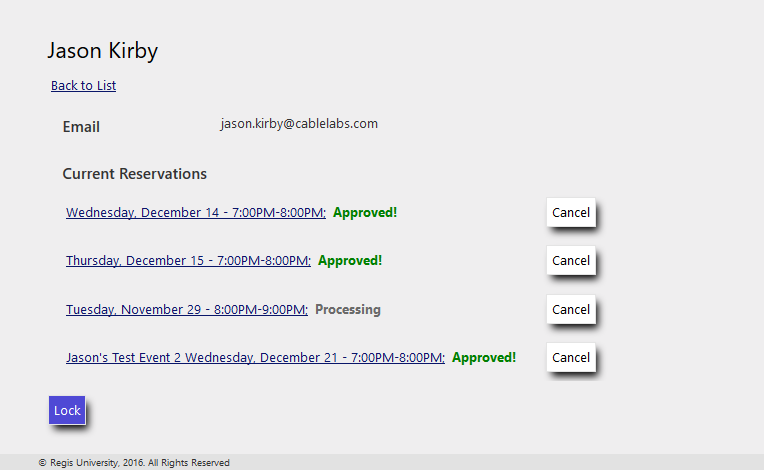 Jason Kirby
Back to List
Email jason.kirby@cablelabs.com
Current Reservations
Wednesday, December 14 - 7:00PM-8:00PM; Approved! Cancel
Thursday, December 15 - 7:00PM-8:00PM; Approved! Cancel
Tuesday, November 29 - 8:00PM-9:00PM; Processing Cancel
Jason's Test Event 2 Wednesday, December 21 - 7:00PM-8:00PM; Approved! Cancel
Lock
© Regis University, 2016. All Rights Reserved